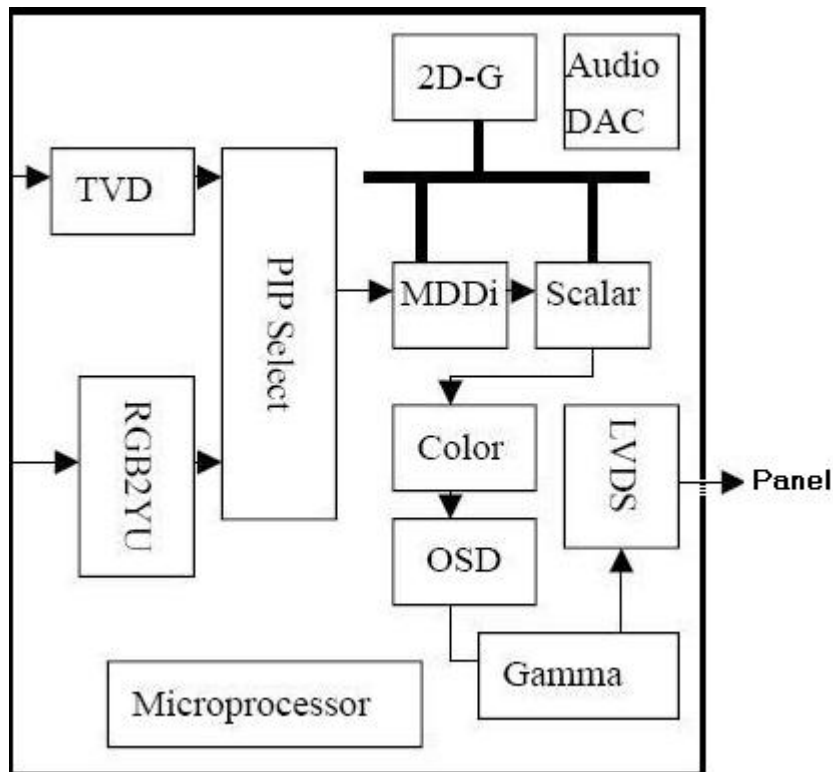 2D-G
Audio
DAC
TVD
PIP Select
MDDi
Scalar
RGB2YU
Color
LVDS
Panel
OSD
Gamma
Microprocessor